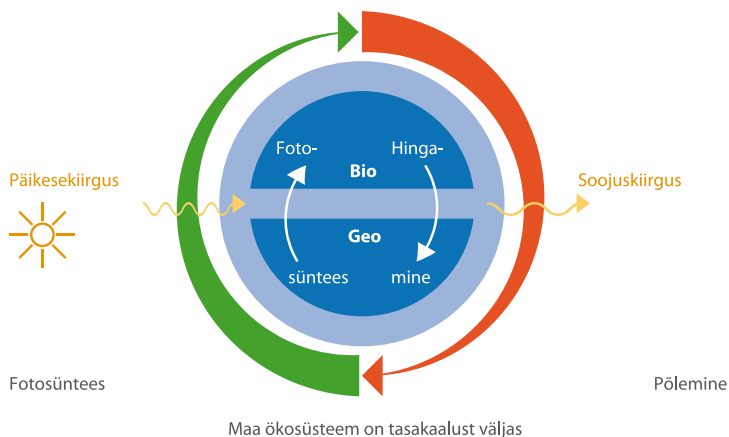 Foto-
Hinga-
Bio
Päikesekiirgus
Soojuskiirgus
Geo
süntees
mine
Fotosüntees
Põlemine
Maa ökosüsteem on tasakaalust väljas